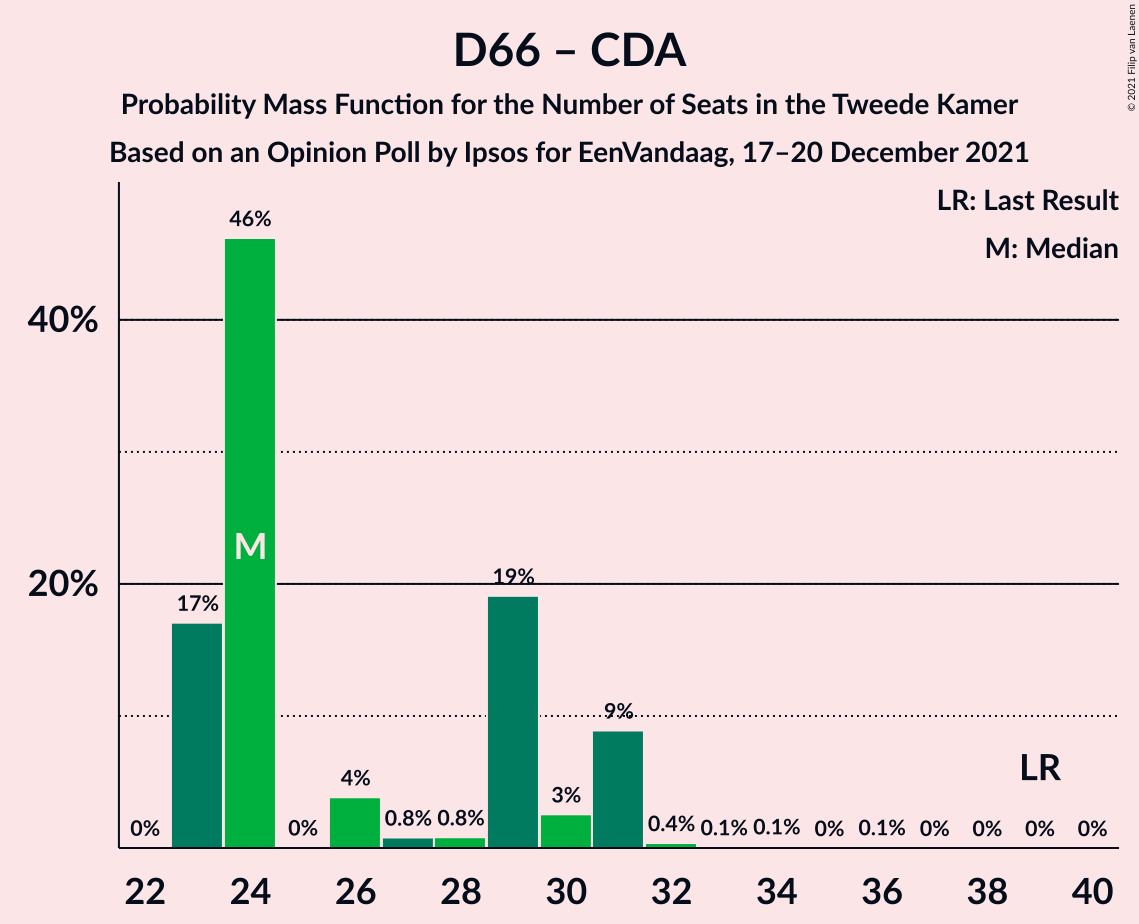 D66 – CDA
Probability Mass Function for the Number of Seats in the Tweede Kamer
Based on an Opinion Poll by Ipsos for EenVandaag, 17–20 December 2021
© 2021 Filip van Laenen
LR: Last Result
M: Median
40%
20%
0%
17%
46%
0%
4%
0.8%
0.8%
19%
3%
9%
0.4%
0.1%
0.1%
0%
0.1%
0%
0%
0%
0%
M
LR
22 24 26 28 30 32 34 36 38 40